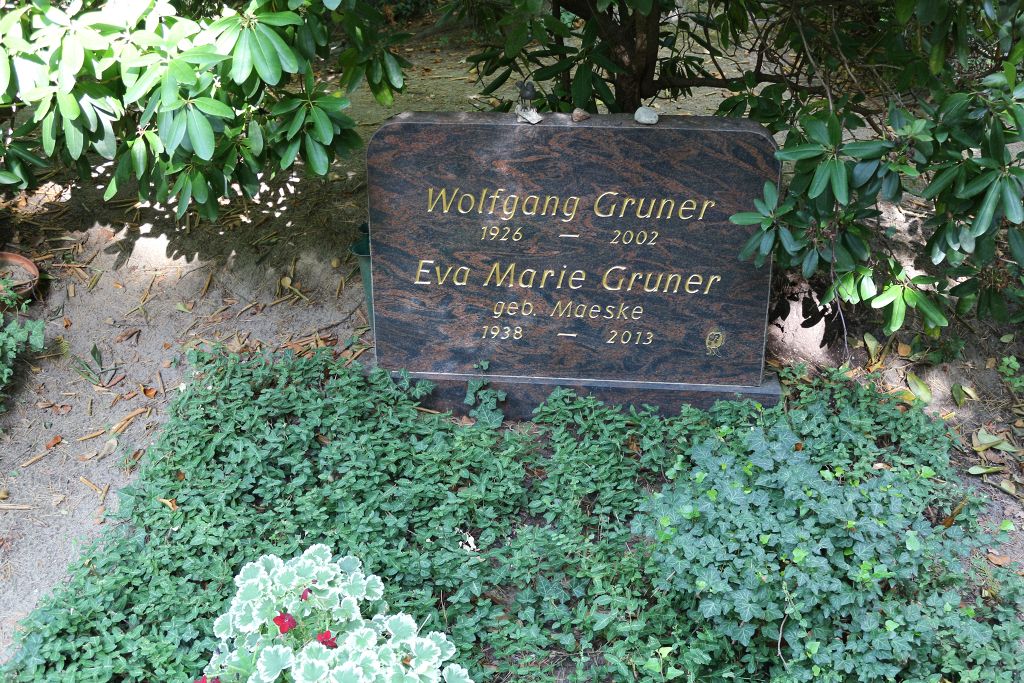 Wolfgang Gruner
1926 — 2002
Eva Marie Gruner
geb. Maeske
1938 — 2013